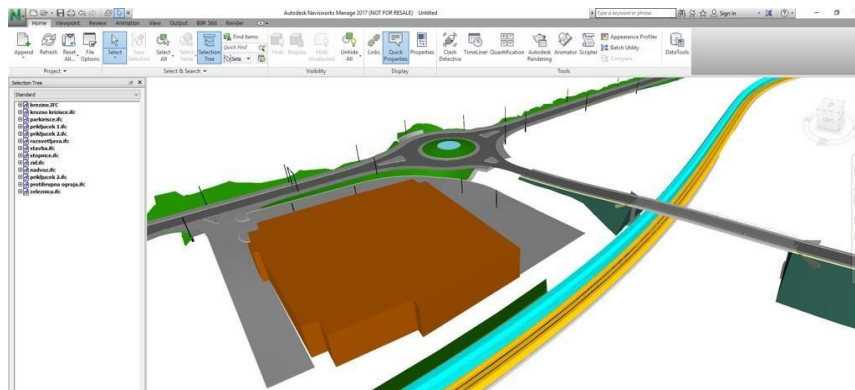 Autodesk Navisworks Manage 2017 (NOT FOR RESALE) Untitled
Type a keyword or phrase
Sign In
Home Viewpoint Review Animation View Output BIM 360 Render
Append Refresh Reset All... File Options
Select Save Selection Select All Select Same Selection Tree
Find Items
Quick Find
Sets
Hide Require Hide Unselected Unhide All
Links Quick Properties Properties
Clash Detective TimeLiner Quantification Autodesk Rendering Animator Scripter
Appearance Profiler
Batch Utility
Compare
DataTools
Project Select & Search Visibility Display Tools
Selection Tree
Standard
brezine.IFC
krozno krizisce.ifc
parkirisce.ifc
prikljucek 1.ifc
prikljucek 2.ifc
razsvetljava.ifc
stavba.ifc
stopnice.ifc
zid.ifc
nadvoz.ifc
prikljucek 2.ifc
protihrupna ograja.ifc
zeleznica.ifc